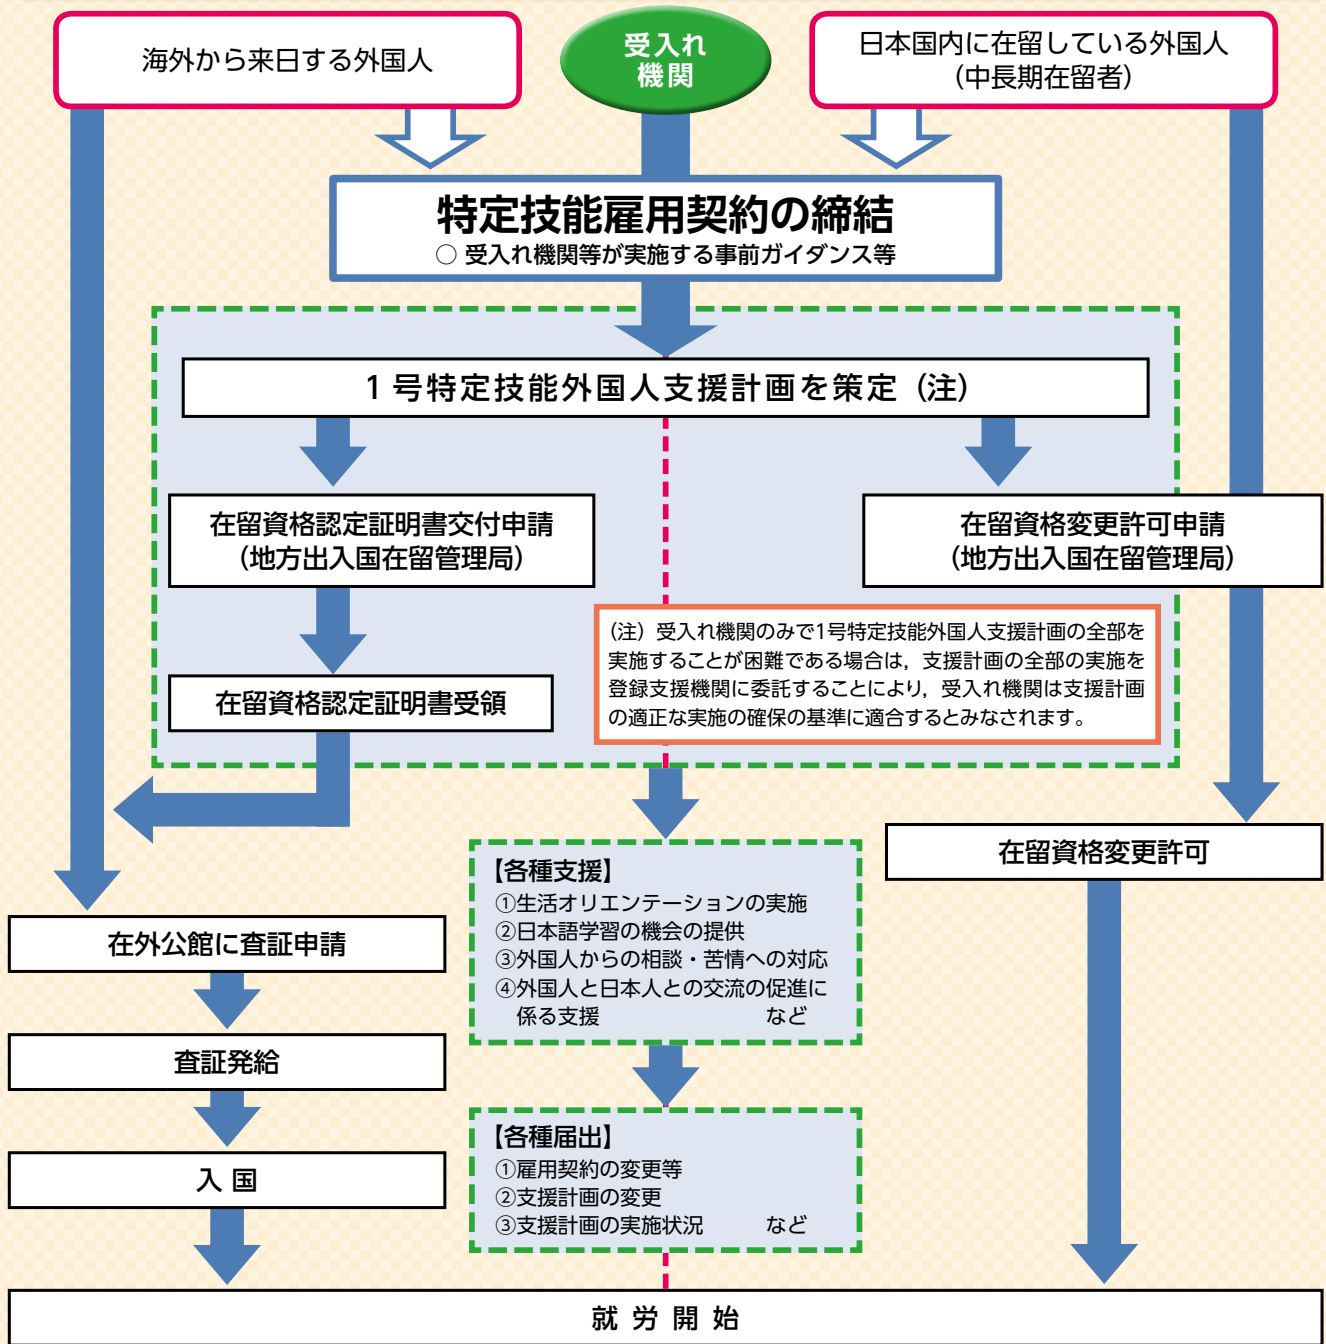 海外から来日する外国人
受入れ
機関
日本国内に在留している外国人
（中長期在留者）
特定技能雇用契約の締結
○ 受入れ機関等が実施する事前ガイダンス等
1号特定技能外国人支援計画を策定（注）
在留資格認定証明書交付申請
（地方出入国在留管理局）
在留資格変更許可申請
（地方出入国在留管理局）
（注）受入れ機関のみで1号特定技能外国人支援計画の全部を
実施することが困難である場合は，支援計画の全部の実施を
登録支援機関に委託することにより，受入れ機関は支援計画
の適正な実施の確保の基準に適合するとみなされます。
在留資格認定証明書受領
在留資格変更許可
【各種支援】
①生活オリエンテーションの実施
②日本語学習の機会の提供
③外国人からの相談・苦情への対応
④外国人と日本人との交流の促進に
係る支援 など
在外公館に査証申請
査証発給
入国
【各種届出】
①雇用契約の変更等
②支援計画の変更
③支援計画の実施状況 など
就労開始